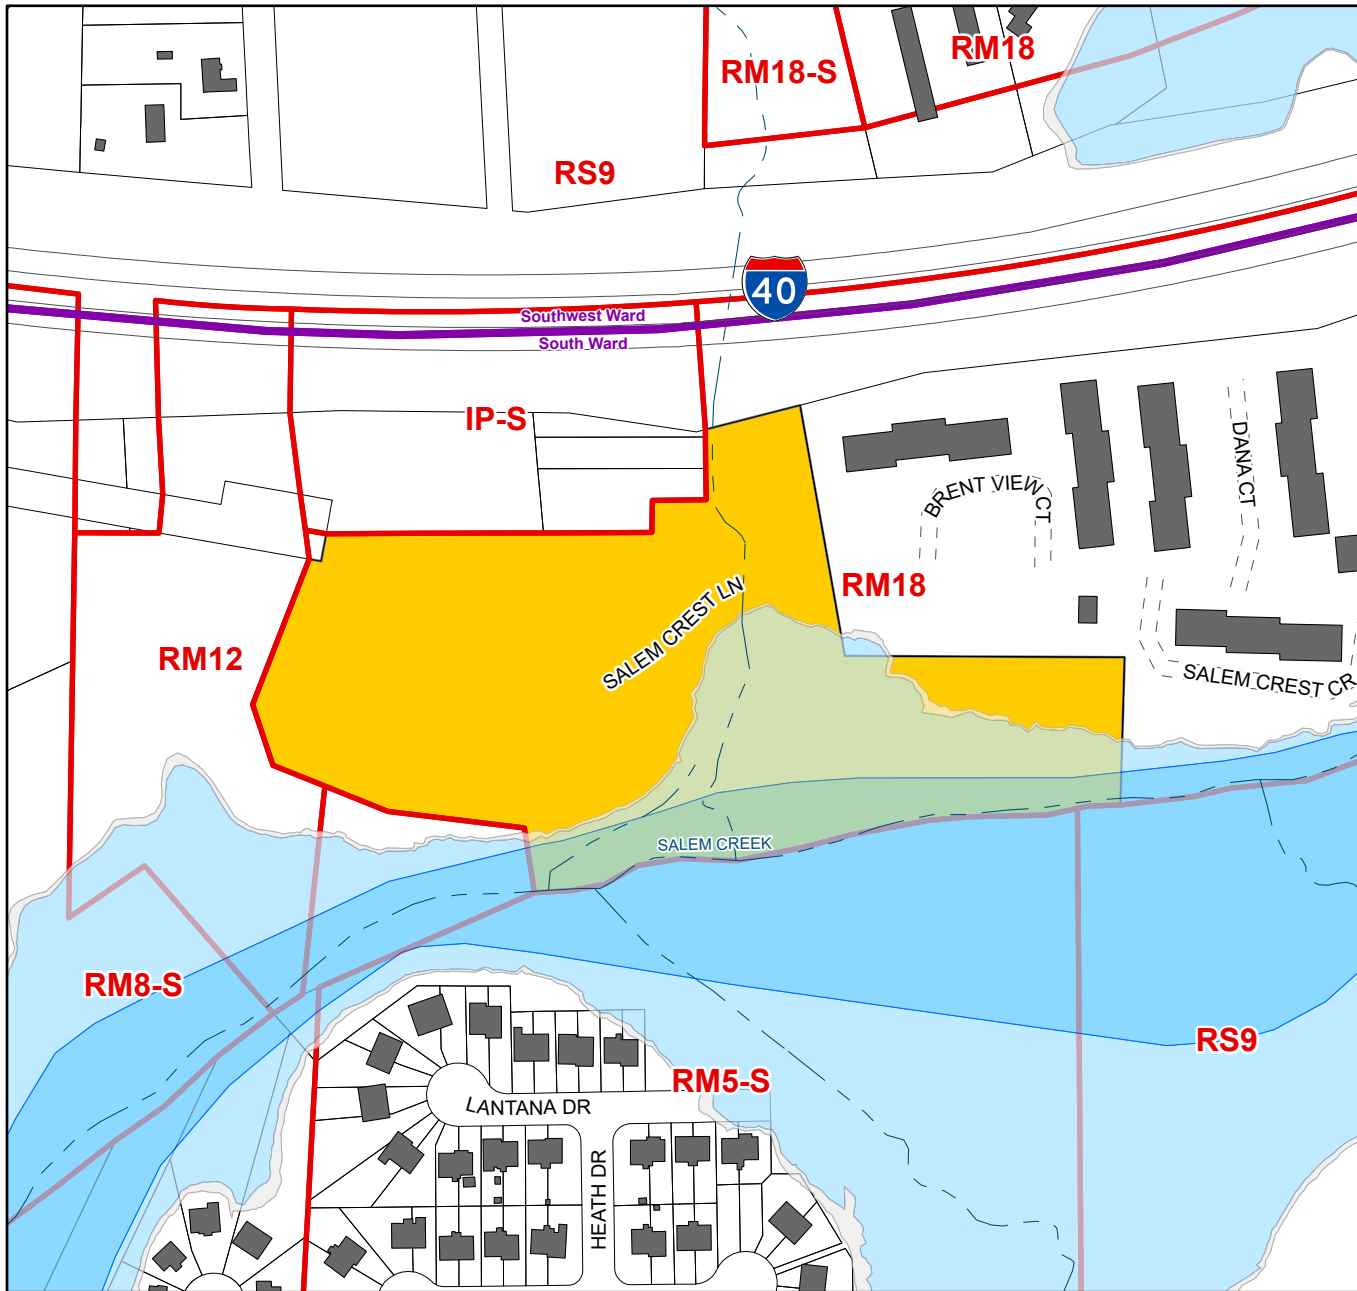 RM18
RM18-S
RS9
40
Southwest Ward
South Ward
IP-S
DANA CT
BRENT VIEW CT
RM18
SALEM CREST LN
RM12
SALEM CREST CR
SALEM CREEK
RM8-S
RS9
RM5-S
LANTANA DR
HEATH DR